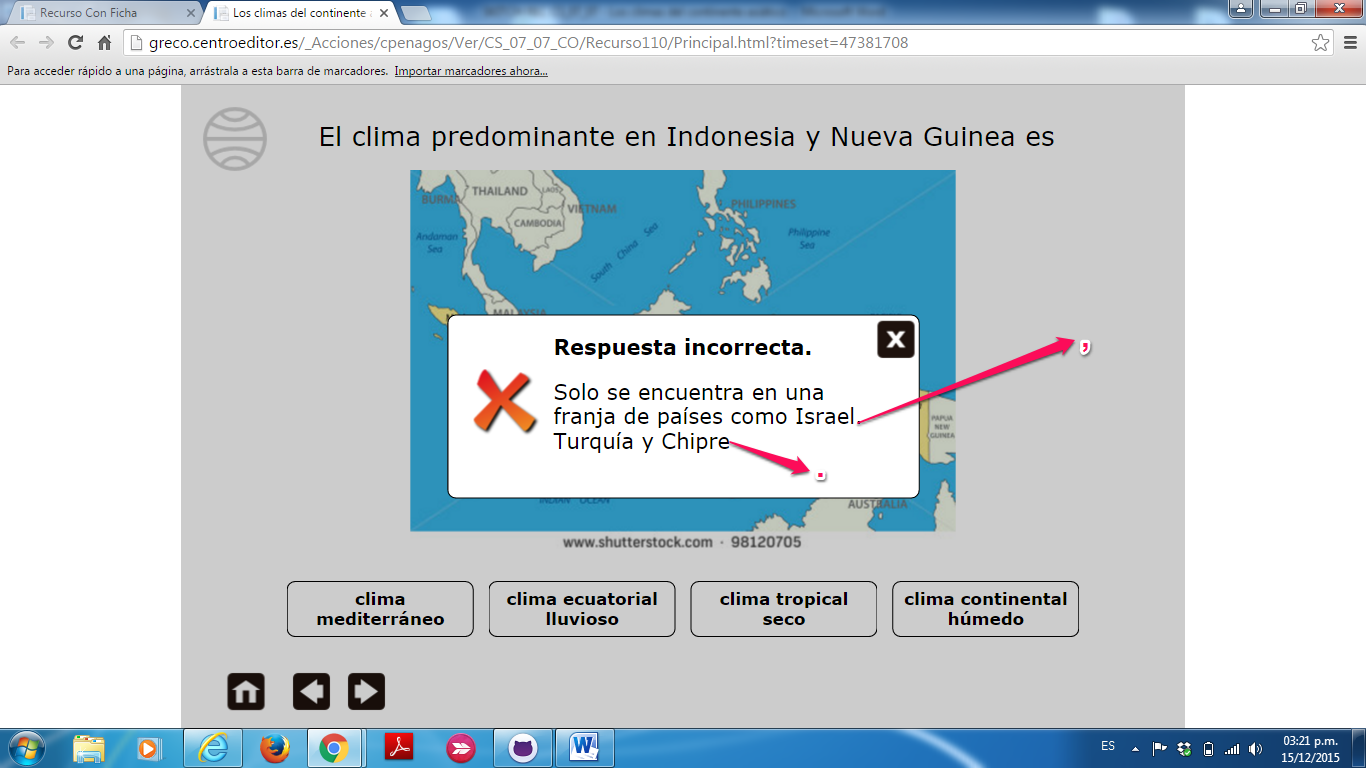 Recurso Con Ficha
Los climas del continente
greco.centroeditor.es/_Acciones/cpenagos/Ver/CS_07_07_CO/Recurso110/Principal.html?timeset=47381708
Para acceder rápido a una página, arrástrala a esta barra de marcadores. Importar marcadores ahora...
El clima predominante en Indonesia y Nueva Guinea es
THAILAND
LAOS
BURMA
VIETNAM
CAMBODIA
PHILIPPINES
Andaman Sea
South China Sea
Philippine Sea
MALAYSIA
Respuesta incorrecta.
X
Solo se encuentra en una
franja de países como Israel.
Turquía y Chipre
,
.
PAPUA
NEW
GUINEA
INDIAN OCEAN
AUSTRALIA
www.shutterstock.com · 98120705
clima
mediterráneo
clima ecuatorial
lluvioso
clima tropical
seco
clima continental
húmedo
ES
03:21 p.m.
15/12/2015